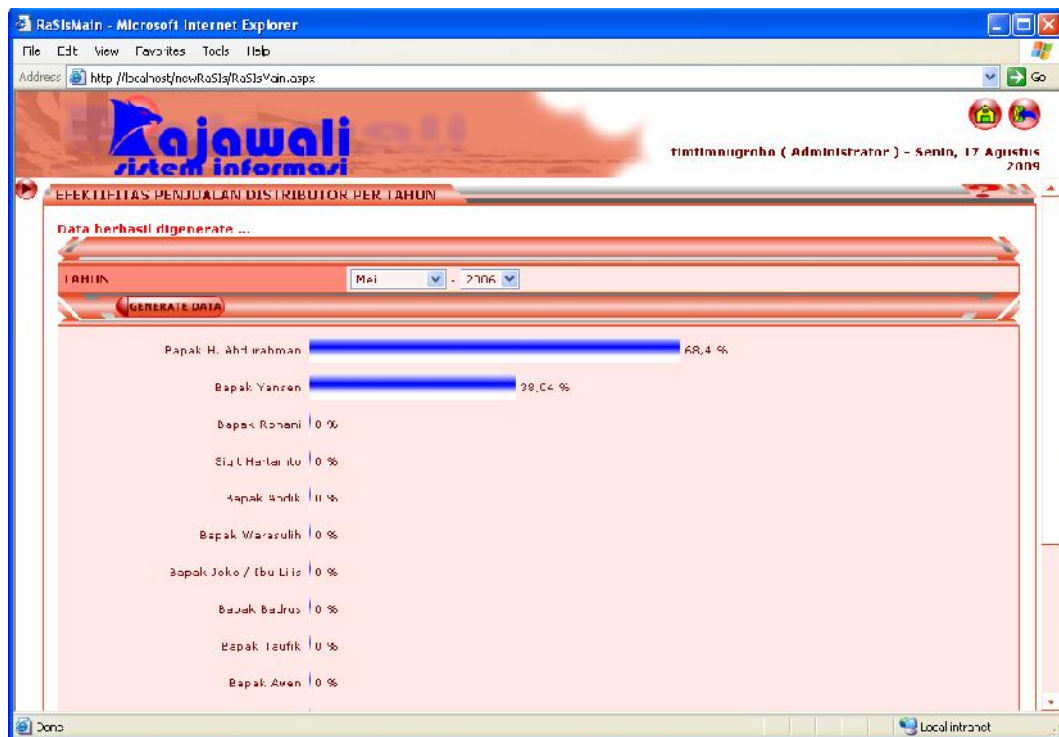 RaSIsMain - Microsoft Internet Explorer
File Edit View Favorites Tools Help
Address http://localhost/newRaSIs/RaSIsMain.aspx Go
Rajawali
sistem informasi
timtimnugroho ( Administrator ) - Senin, 17 Agustus
2009
EFEKTIFITAS PENJUALAN DISTRIBUTOR PER TAHUN
Data berhasil digenerate ...
TAHUN Mei - 2006
GENERATE DATA
Bapak H. Abdurahman 68,4 %
Bapak Yansen 38,04 %
Bapak Rohani 0 %
Sigit 0 %
Bapak Andik 0 %
Bapak 0 %
Bapak Joko / Ibu Lilis 0 %
Bapak Badrus 0 %
Bapak Taufik 0 %
Bapak Awen 0 %
Done Local intranet